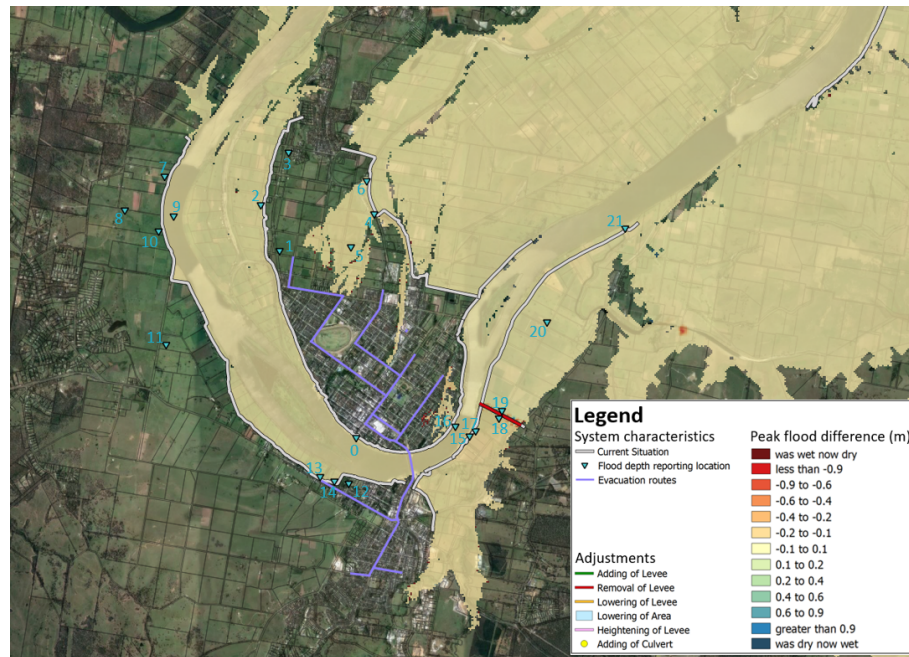 3
7
6
8
9
2
4
10
1
5
21
20
11
19
16
17
18
15
0
13
14
12
Legend
System characteristics
Current Situation
Flood depth reporting location
Evacuation routes
Adjustments
Adding of Levee
Removal of Levee
Lowering of Levee
Lowering of Area
Heightening of Levee
Adding of Culvert
Peak flood difference (m)
was wet now dry
less than -0.9
-0.9 to -0.6
-0.6 to -0.4
-0.4 to -0.2
-0.2 to -0.1
-0.1 to 0.1
0.1 to 0.2
0.2 to 0.4
0.4 to 0.6
0.6 to 0.9
greater than 0.9
was dry now wet